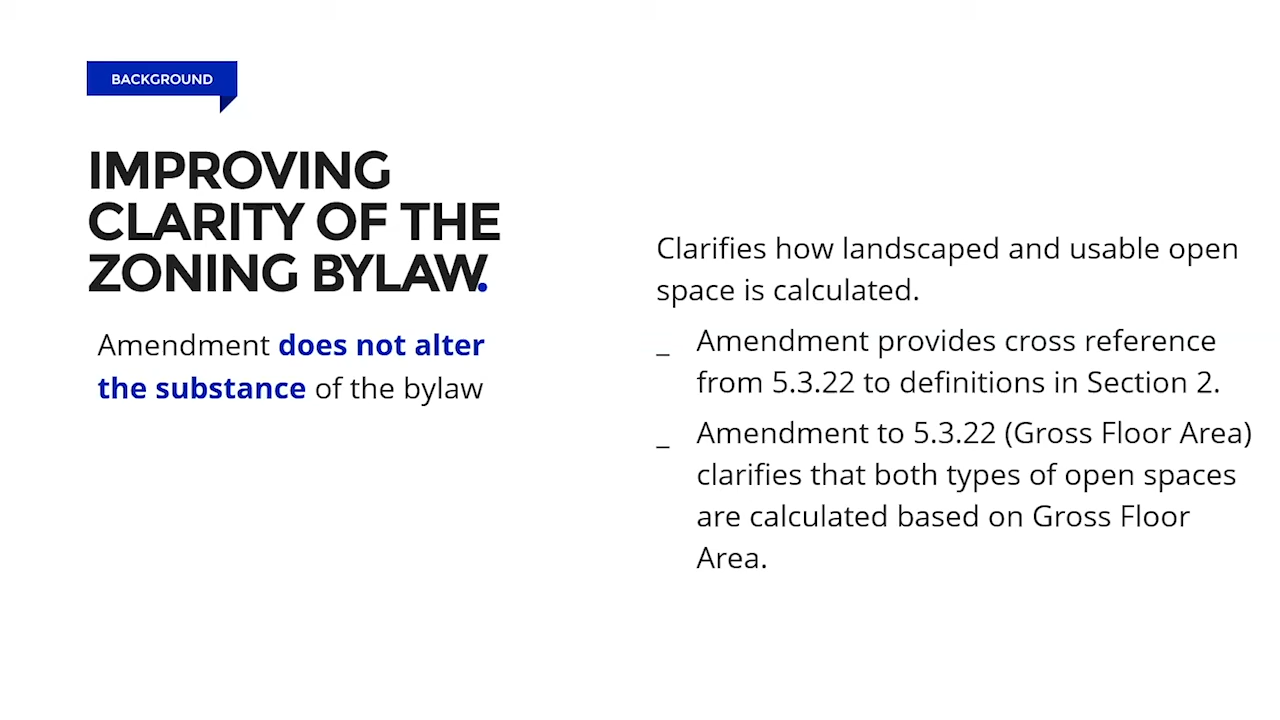 BACKGROUND
IMPROVING
CLARITY OF THE
ZONING BYLAW.
Amendment does not alter
the substance of the bylaw
Clarifies how landscaped and usable open
space is calculated.
_ Amendment provides cross reference
from 5.3.22 to definitions in Section 2.
_ Amendment to 5.3.22 (Gross Floor Area)
clarifies that both types of open spaces
are calculated based on Gross Floor
Area.